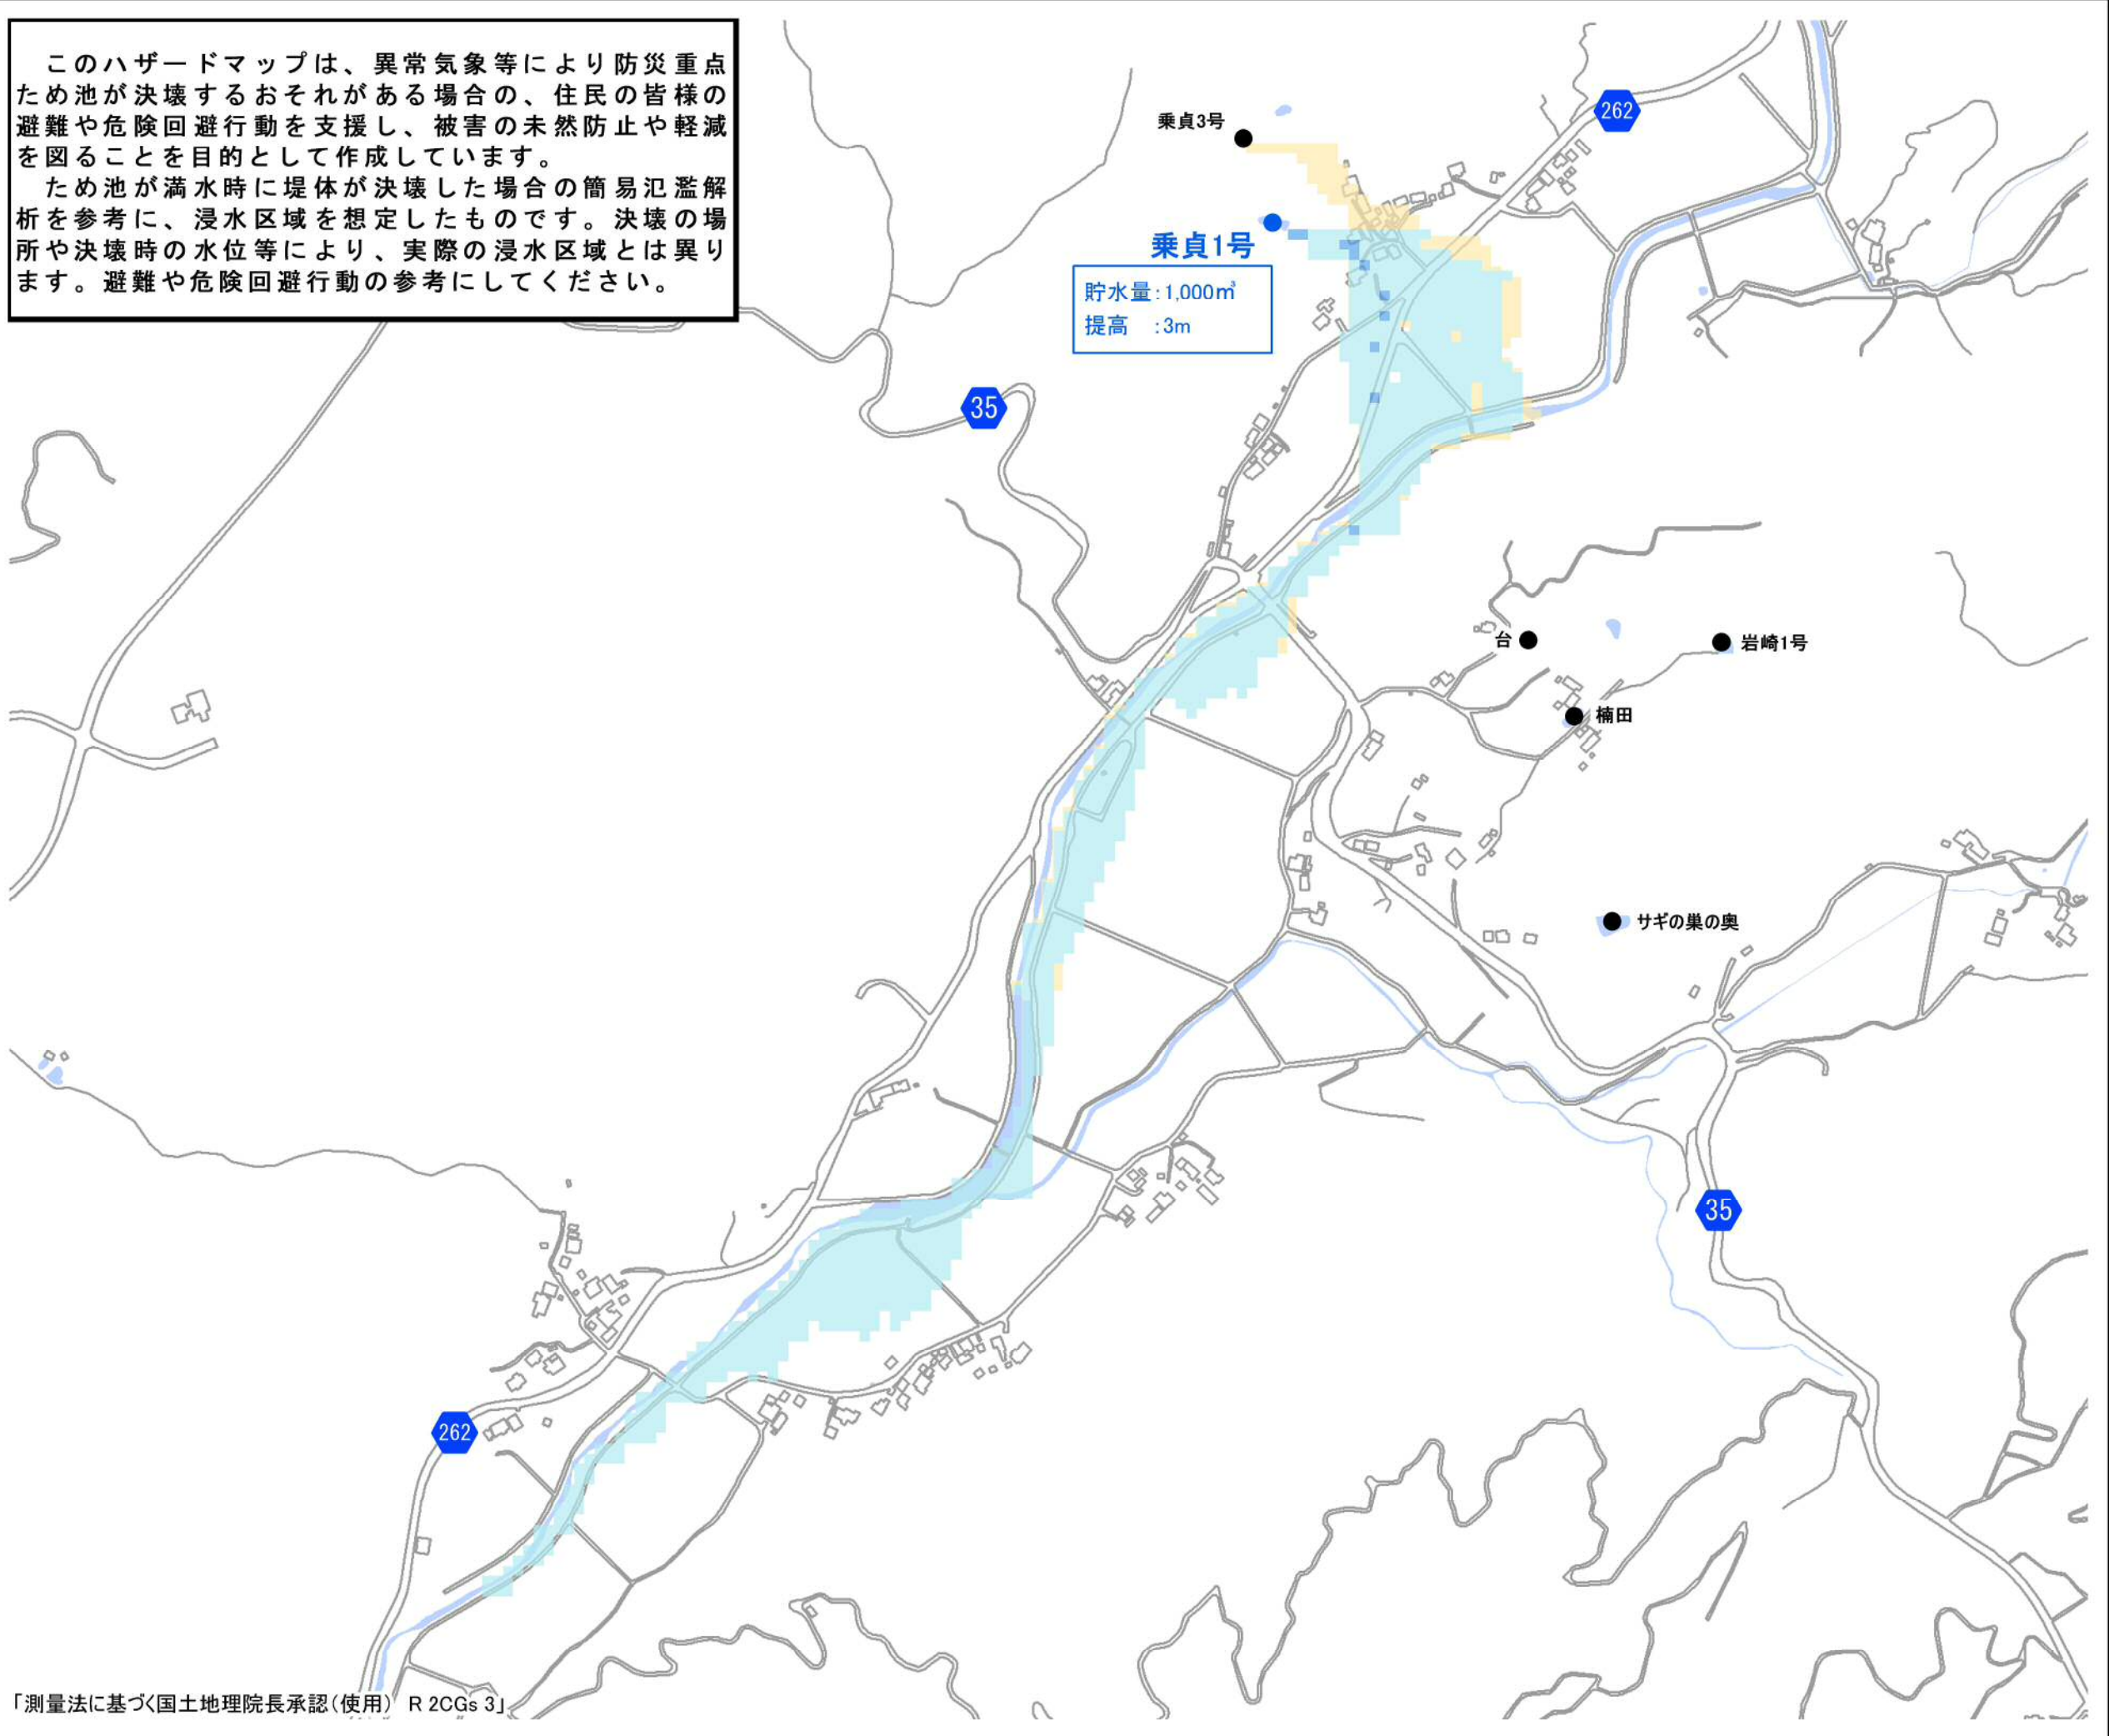 このハザードマップは、異常気象等により防災重点
ため池が決壊するおそれがある場合の、住民の皆様の
避難や危険回避行動を支援し、被害の未然防止や軽減
を図ることを目的として作成しています。
ため池が満水時に堤体が決壊した場合の簡易氾濫解
析を参考に、浸水区域を想定したものです。決壊の場
所や決壊時の水位等により、実際の浸水区域とは異り
ます。避難や危険回避行動の参考にしてください。
262
乗貞3号
乗貞1号
貯水量:1,000㎥
提高 :3m
35
台
岩崎1号
楠田
サギの巣の奥
35
262
「測量法に基づく国土地理院長承認(使用) R 2CGs 3」